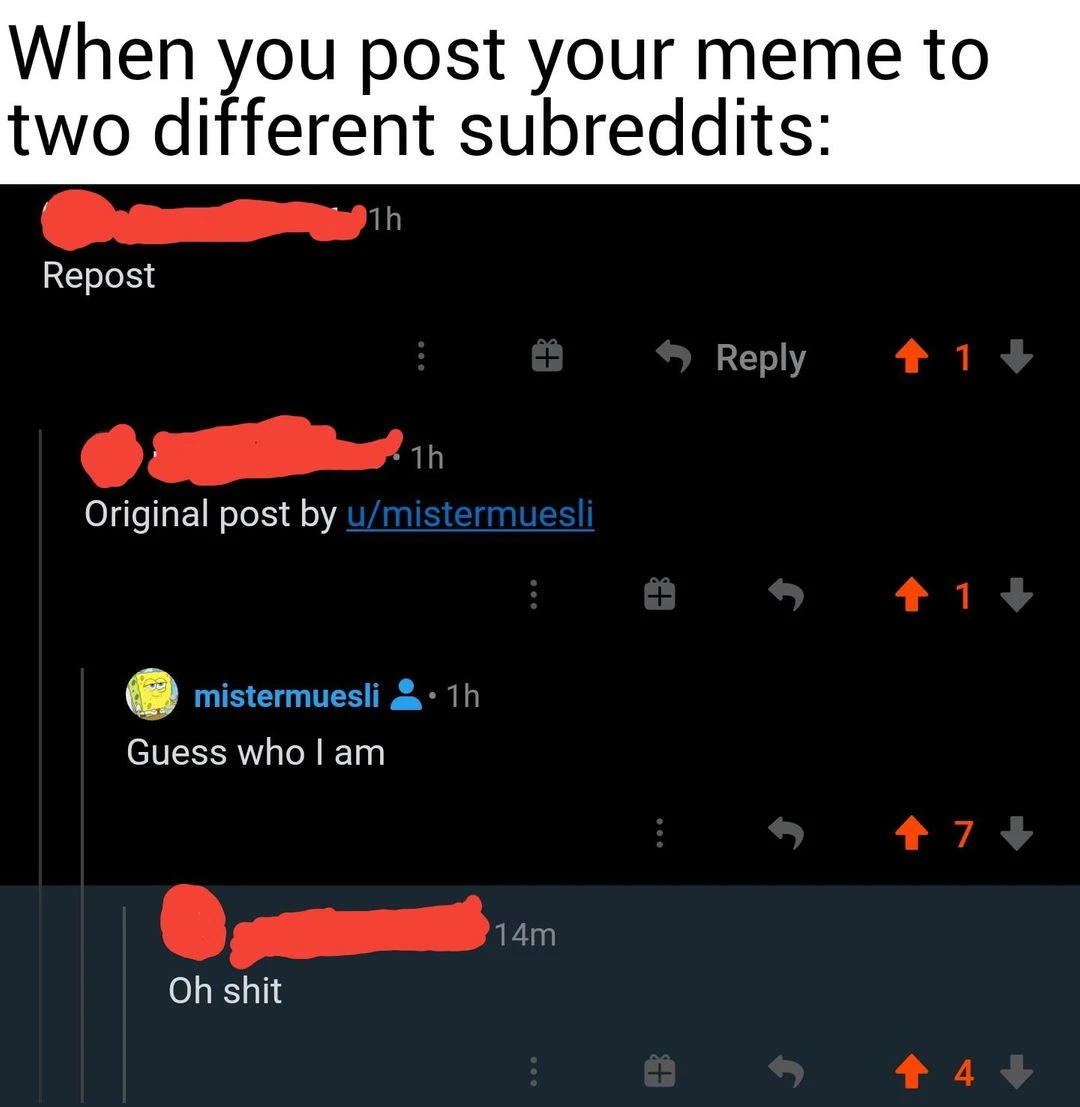 When you post your meme to
two different subreddits:
1h
Repost
Reply 1
• 1h
Original post by u/mistermuesli
1
mistermuesli • 1h
Guess who I am
7
14m
Oh shit
4